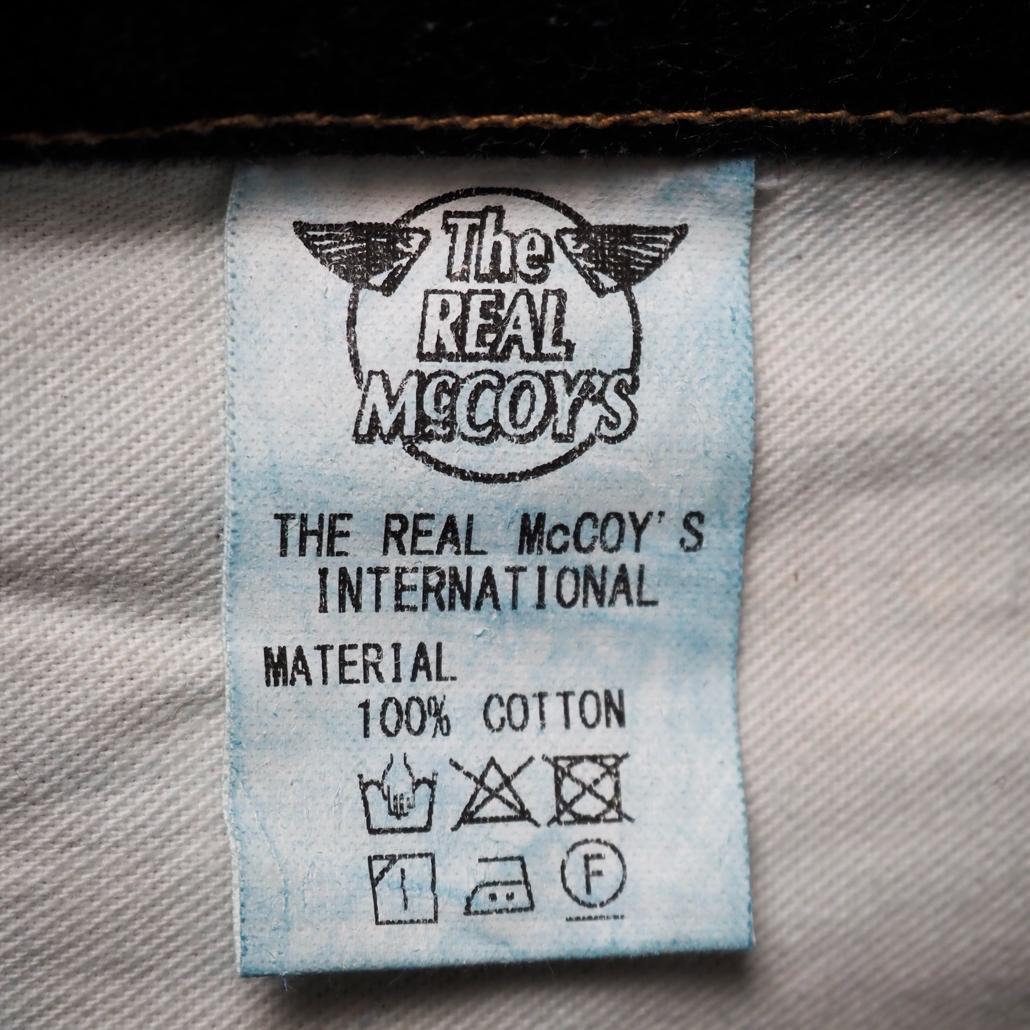 The
REAL
McCOY'S
THE REAL McCOY'S
INTERNATIONAL
MATERIAL
100% COTTON
F